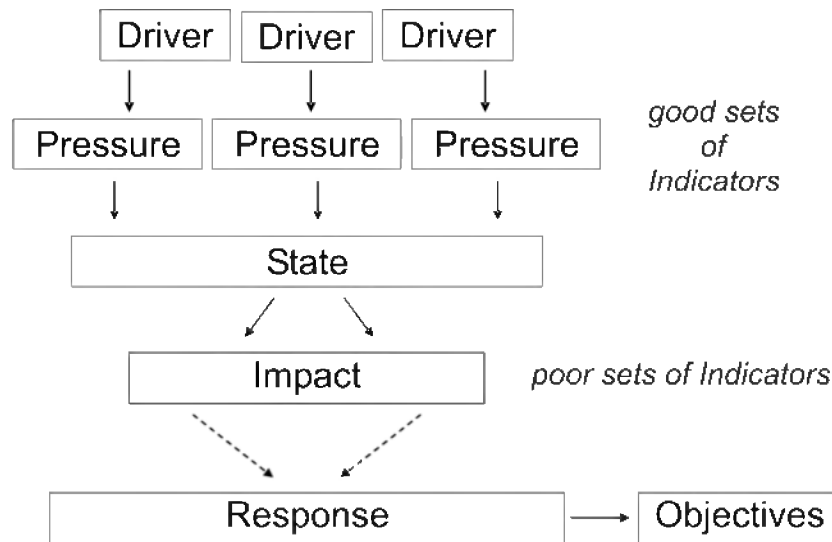 Driver Driver Driver
Pressure Pressure Pressure
good sets
of
Indicators
State
Impact
poor sets of Indicators
Response
Objectives